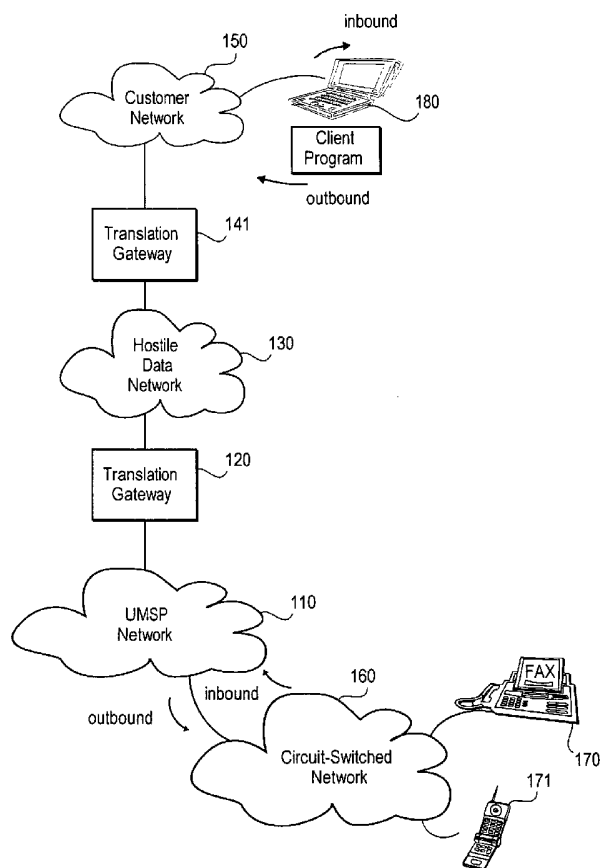 150
inbound
Customer
Network
180
Client
Program
outbound
Translation
Gateway
141
Hostile
Data
Network
130
Translation
Gateway
120
UMSP
Network
110
inbound
outbound
160
FAX
170
Circuit-Switched
Network
171